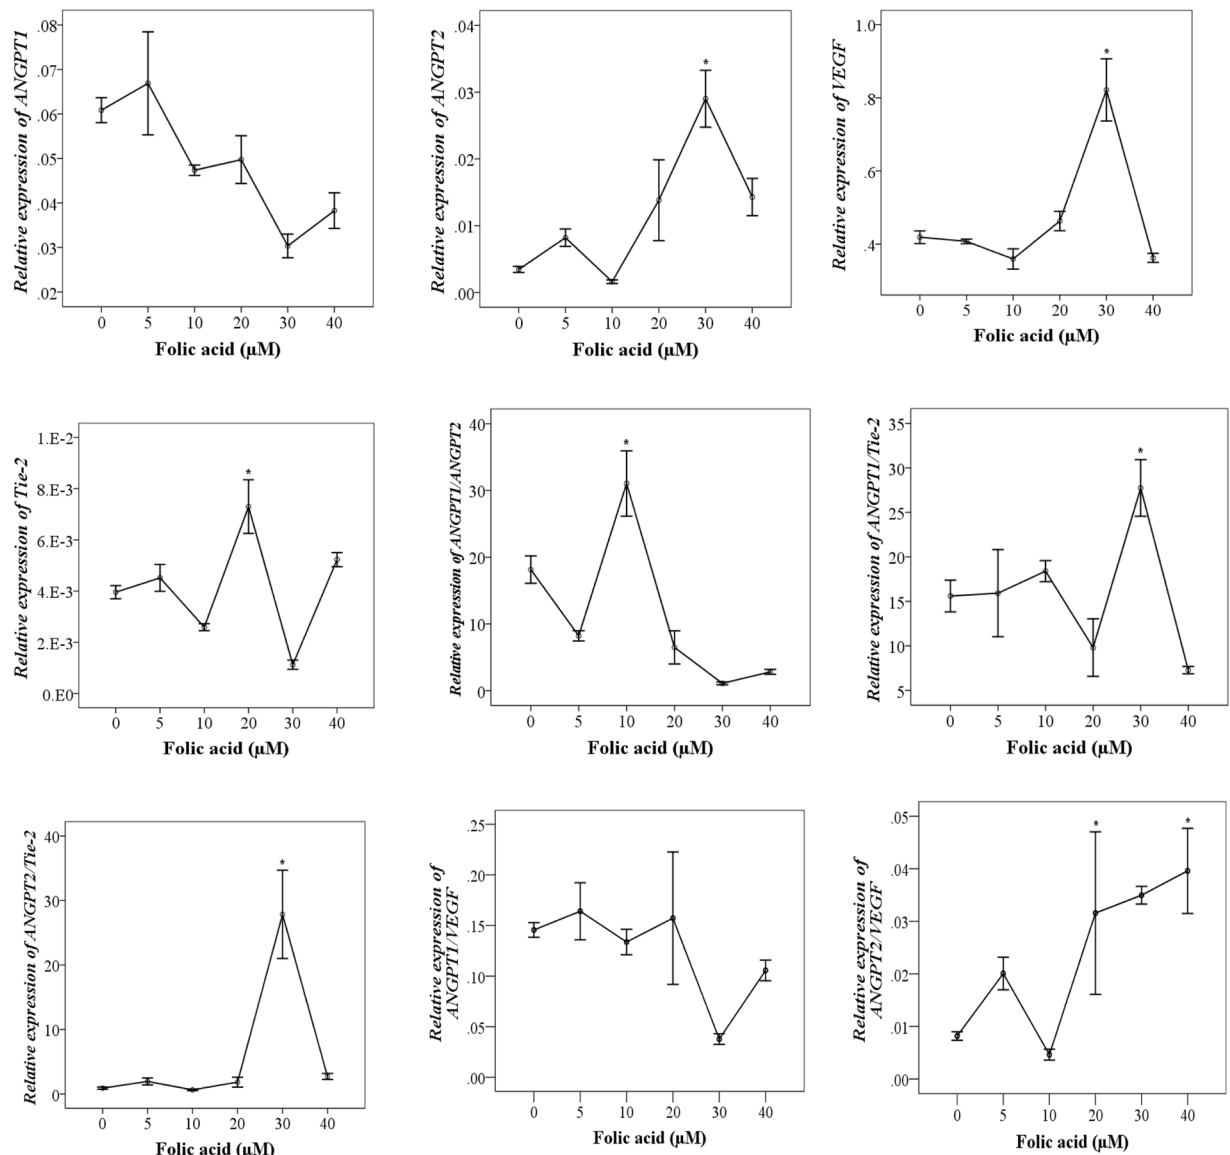 Relative expression of ANGPT1
.08
.07
.06
.05
.04
.03
.02
0 5 10 20 30 40
Folic acid (µM)
Relative expression of ANGPT2
.04
.03
.02
.01
.00
*
0 5 10 20 30 40
Folic acid (µM)
Relative expression of VEGF
1.0
.8
.6
.4
*
0 5 10 20 30 40
Folic acid (µM)
Relative expression of Tie-2
1.E-2
8.E-3
6.E-3
4.E-3
2.E-3
0.E0
*
0 5 10 20 30 40
Folic acid (µM)
Relative expression of ANGPT1/ANGPT2
40
30
20
10
0
*
0 5 10 20 30 40
Folic acid (µM)
Relative expression of ANGPT1/Tie-2
35
30
25
20
15
10
5
*
0 5 10 20 30 40
Folic acid (µM)
Relative expression of ANGPT2/Tie-2
40
30
20
10
0
*
0 5 10 20 30 40
Folic acid (µM)
Relative expression of
ANGPT1/VEGF
.25
.20
.15
.10
.05
.00
0 5 10 20 30 40
Folic acid (µM)
Relative expression of
ANGPT2/VEGF
.05
.04
.03
.02
.01
.00
* *
0 5 10 20 30 40
Folic acid (µM)